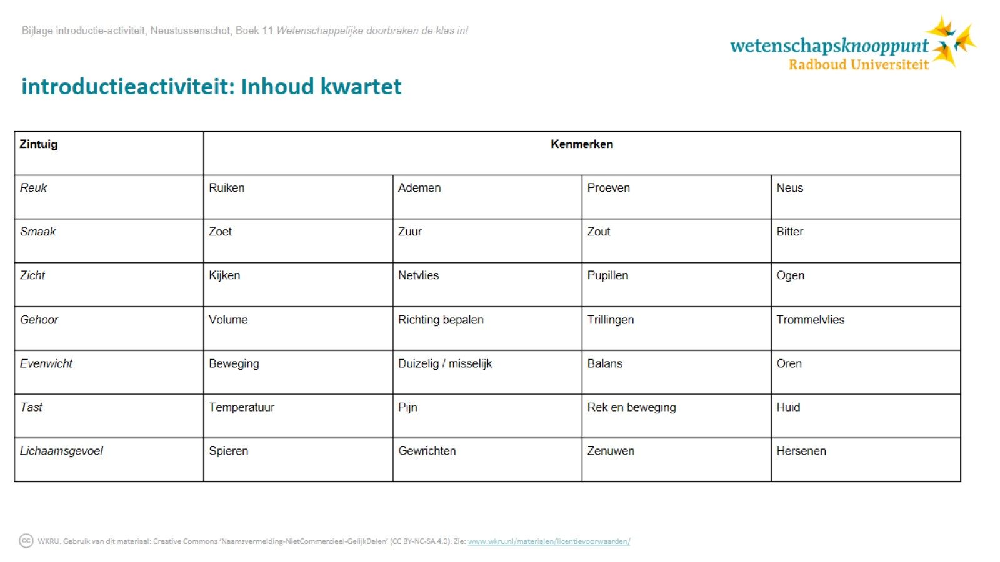 Bijlage introductie-activiteit, Neustussenschot, Boek 11 Wetenschappelijke doorbraken de klas in!
wetenschapsknooppunt
Radboud Universiteit
introductieactiviteit: Inhoud kwartet
Zintuig Kenmerken
Reuk Ruiken Ademen Proeven Neus
Smaak Zoet Zuur Zout Bitter
Zicht Kijken Netvlies Pupillen Ogen
Gehoor Volume Richting bepalen Trillingen Trommelvlies
Evenwicht Beweging Duizelig / misselijk Balans Oren
Tast Temperatuur Pijn Rek en beweging Huid
Lichaamsgevoel Spieren Gewrichten Zenuwen Hersenen
cc WKRU. Gebruik van dit materiaal: Creative Commons ‘Naamsvermelding-NietCommercieel-GelijkDelen’ (CC BY-NC-SA 4.0). Zie: www.wkru.nl/materialen/licentievoorwaarden/